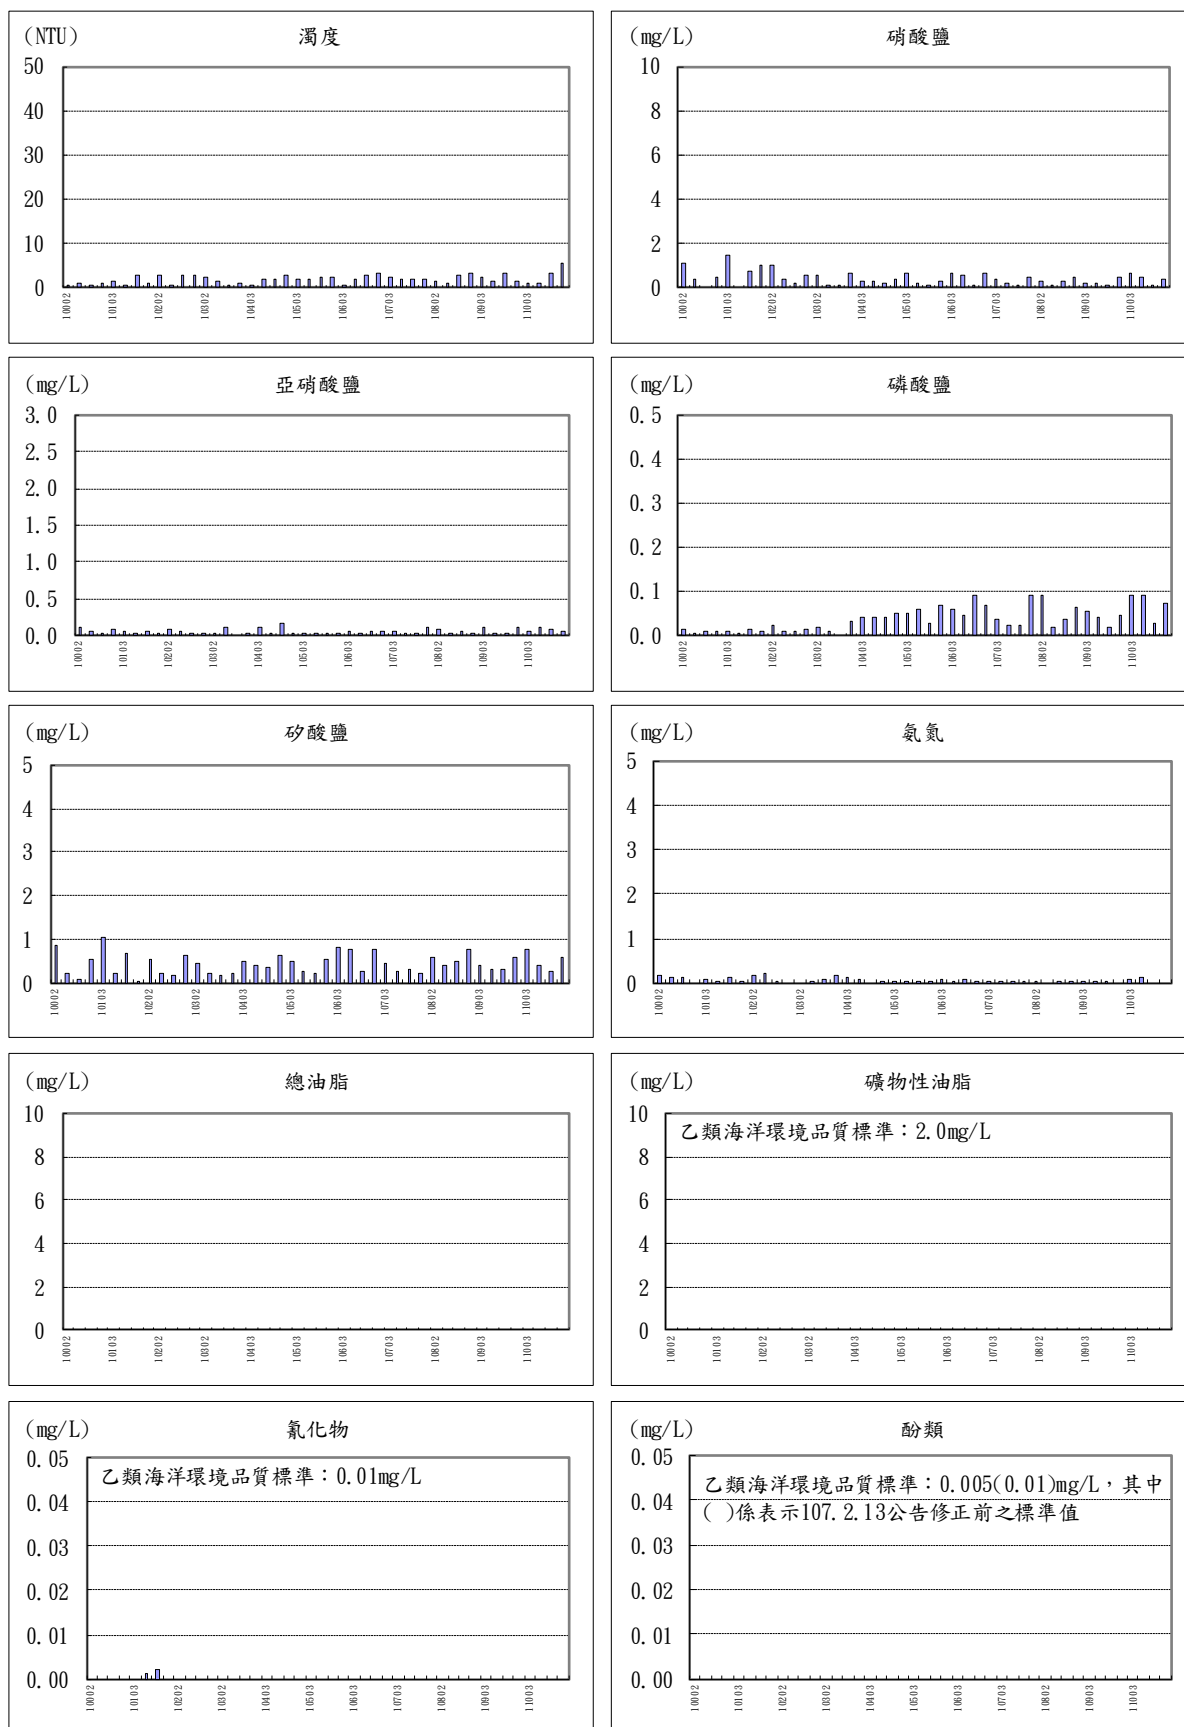 (NTU) 濁度
50
40
30
20
10
0
10002 10103 10202 10302 10403 10503 10603 10703 10802 10903 11003
(mg/L) 硝酸鹽
10
8
6
4
2
0
10002 10103 10202 10302 10403 10503 10603 10703 10802 10903 11003
(mg/L) 亞硝酸鹽
3.0
2.5
2.0
1.5
1.0
0.5
0.0
10002 10103 10202 10302 10403 10503 10603 10703 10802 10903 11003
(mg/L) 磷酸鹽
0.5
0.4
0.3
0.2
0.1
0.0
10002 10103 10202 10302 10403 10503 10603 10703 10802 10903 11003
(mg/L) 矽酸鹽
5
4
3
2
1
0
10002 10103 10202 10302 10403 10503 10603 10703 10802 10903 11003
(mg/L) 氨氮
5
4
3
2
1
0
10002 10103 10202 10302 10403 10503 10603 10703 10802 10903 11003
(mg/L) 總油脂
10
8
6
4
2
0
10002 10103 10202 10302 10403 10503 10603 10703 10802 10903 11003
(mg/L) 礦物性油脂
10
乙類海洋環境品質標準：2.0mg/L
8
6
4
2
0
10002 10103 10202 10302 10403 10503 10603 10703 10802 10903 11003
(mg/L) 氰化物
0.05
乙類海洋環境品質標準：0.01mg/L
0.04
0.03
0.02
0.01
0.00
10002 10103 10202 10302 10403 10503 10603 10703 10802 10903 11003
(mg/L) 酚類
0.05
乙類海洋環境品質標準：0.005(0.01)mg/L，其中
( )係表示107.2.13公告修正前之標準值
0.04
0.03
0.02
0.01
0.00
10002 10103 10202 10302 10403 10503 10603 10703 10802 10903 11003